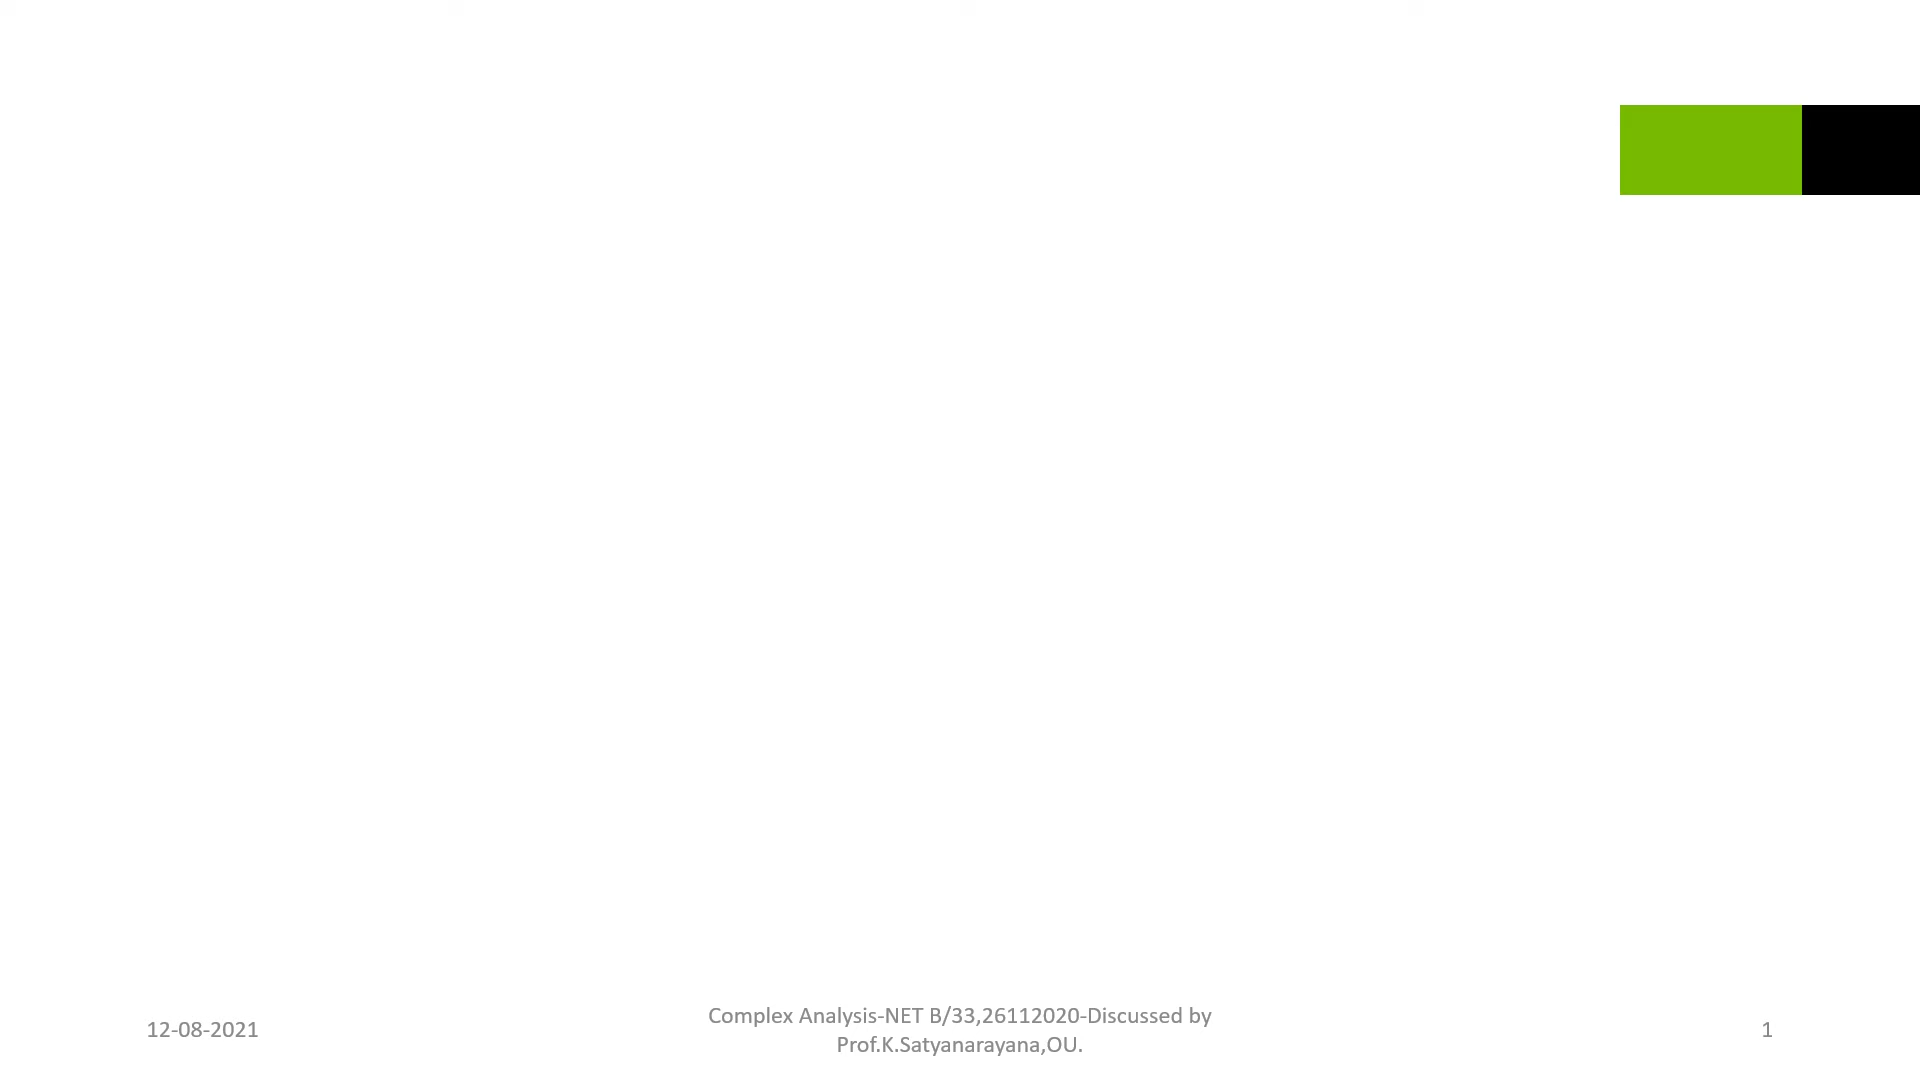 12-08-2021
Complex Analysis-NET B/33,26112020-Discussed by
Prof.K.Satyanarayana,OU.
1